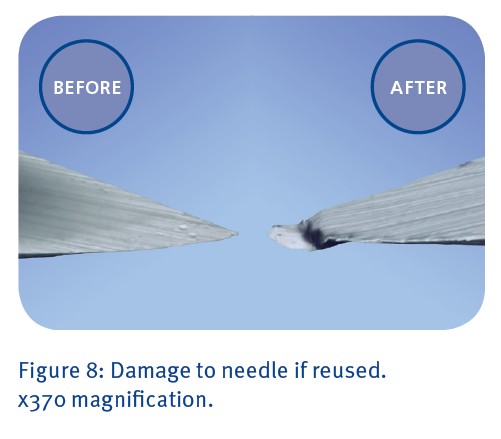 BEFORE
AFTER
Figure 8: Damage to needle if reused.
x370 magnification.